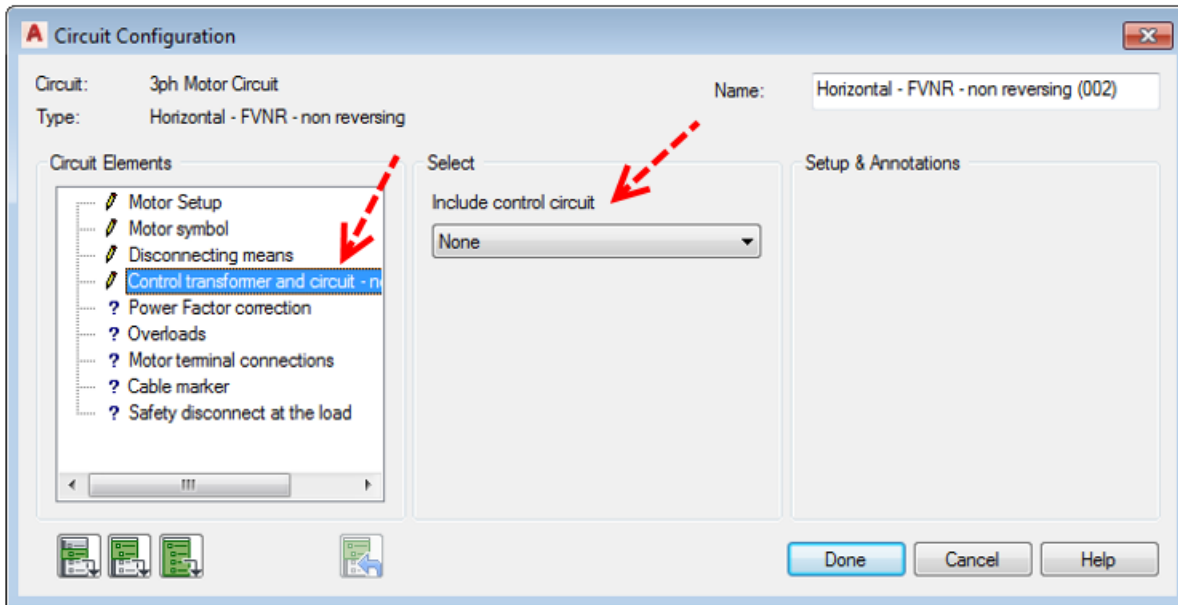 Circuit Configuration
Circuit: 3ph Motor Circuit
Name: Horizontal - FVNR - non reversing (002)
Type: Horizontal - FVNR - non reversing
Circuit Elements
Motor Setup
Motor symbol
Disconnecting means
Control transformer and circuit - n
? Power Factor correction
? Overloads
? Motor terminal connections
? Cable marker
? Safety disconnect at the load
Select
Include control circuit
None
Setup & Annotations
Done Cancel Help